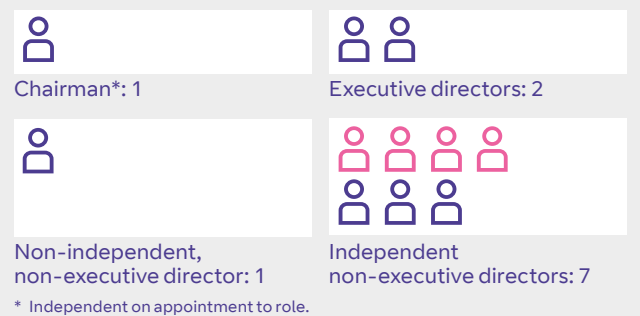 Chairman*: 1
Executive directors: 2
Non-independent,
non-executive director: 1
Independent
non-executive directors: 7
* Independent on appointment to role.